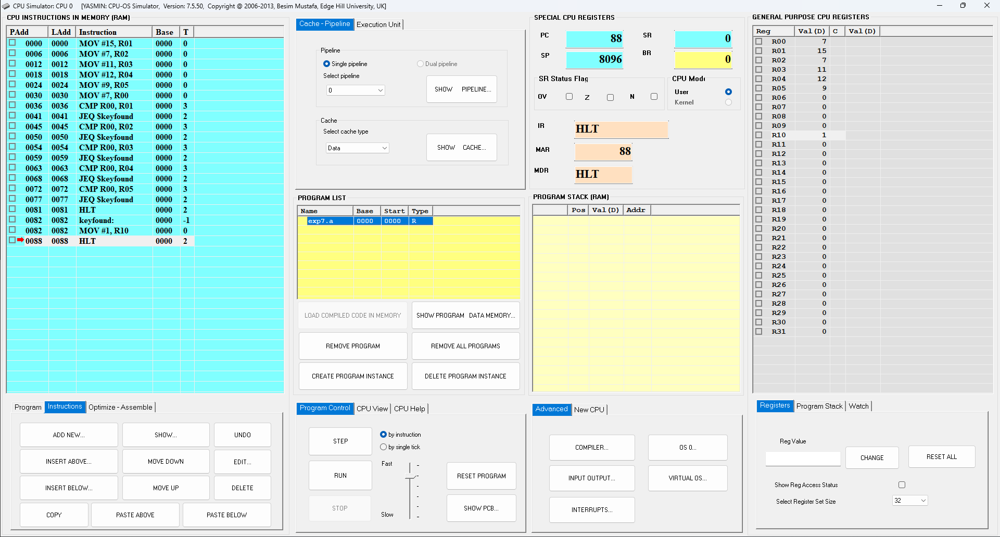 CPU Simulator: CPU 0 [YASMIN: CPU-OS Simulator, Version: 7.5.50, Copyright @ 2006-2013, Besim Mustafa, Edge Hill University, UK]
CPU INSTRUCTIONS IN MEMORY (RAM)
PAdd LAdd Instruction Base T
0000 0000 MOV #15, R01 0000 0
0006 0006 MOV #7, R02 0000 0
0012 0012 MOV #11, R03 0000 0
0018 0018 MOV #12, R04 0000 0
0024 0024 MOV #9, R05 0000 0
0030 0030 MOV #7, R00 0000 0
0036 0036 CMP R00, R01 0000 3
0041 0041 JEQ $keyfound 0000 2
0045 0045 CMP R00, R02 0000 3
0050 0050 JEQ $keyfound 0000 2
0054 0054 CMP R00, R03 0000 3
0059 0059 JEQ $keyfound 0000 2
0063 0063 CMP R00, R04 0000 3
0068 0068 JEQ $keyfound 0000 2
0072 0072 CMP R00, R05 0000 3
0077 0077 JEQ $keyfound 0000 2
0081 0081 HLT 0000 2
0082 0082 keyfound: 0000 -1
0082 0082 MOV #1, R10 0000 0
0088 0088 HLT 0000 2
Program Instructions Optimize - Assemble
ADD NEW... SHOW... UNDO
INSERT ABOVE... MOVE DOWN EDIT...
INSERT BELOW... MOVE UP DELETE
COPY PASTE ABOVE PASTE BELOW
Cache - Pipeline Execution Unit
Pipeline
Single pipeline Dual pipeline
Select pipeline
0 SHOW PIPELINE...
Cache
Select cache type
Data SHOW CACHE...
PROGRAM LIST
Name Base Start Type
exp7.a 0000 0000 R
LOAD COMPILED CODE IN MEMORY SHOW PROGRAM DATA MEMORY...
REMOVE PROGRAM REMOVE ALL PROGRAMS
CREATE PROGRAM INSTANCE DELETE PROGRAM INSTANCE
Program Control CPU View CPU Help
STEP by instruction
by single tick
Fast
RUN RESET PROGRAM
STOP SHOW PCB...
Slow
SPECIAL CPU REGISTERS
PC 88 SR 0
SP 8096 BR 0
SR Status Flag CPU Mode
OV Z N User
Kernel
IR HLT
MAR 88
MDR HLT
PROGRAM STACK (RAM)
Pos Val(D) Addr
Advanced New CPU
COMPILER... OS 0...
INPUT OUTPUT... VIRTUAL OS...
INTERRUPTS...
GENERAL PURPOSE CPU REGISTERS
Reg Val(D) C Val(D)
R00 7
R01 15
R02 7
R03 11
R04 12
R05 9
R06 0
R07 0
R08 0
R09 0
R10 1
R11 0
R12 0
R13 0
R14 0
R15 0
R16 0
R17 0
R18 0
R19 0
R20 0
R21 0
R22 0
R23 0
R24 0
R25 0
R26 0
R27 0
R28 0
R29 0
R30 0
R31 0
Registers Program Stack Watch
Reg Value
CHANGE RESET ALL
Show Reg Access Status
Select Register Set Size 32